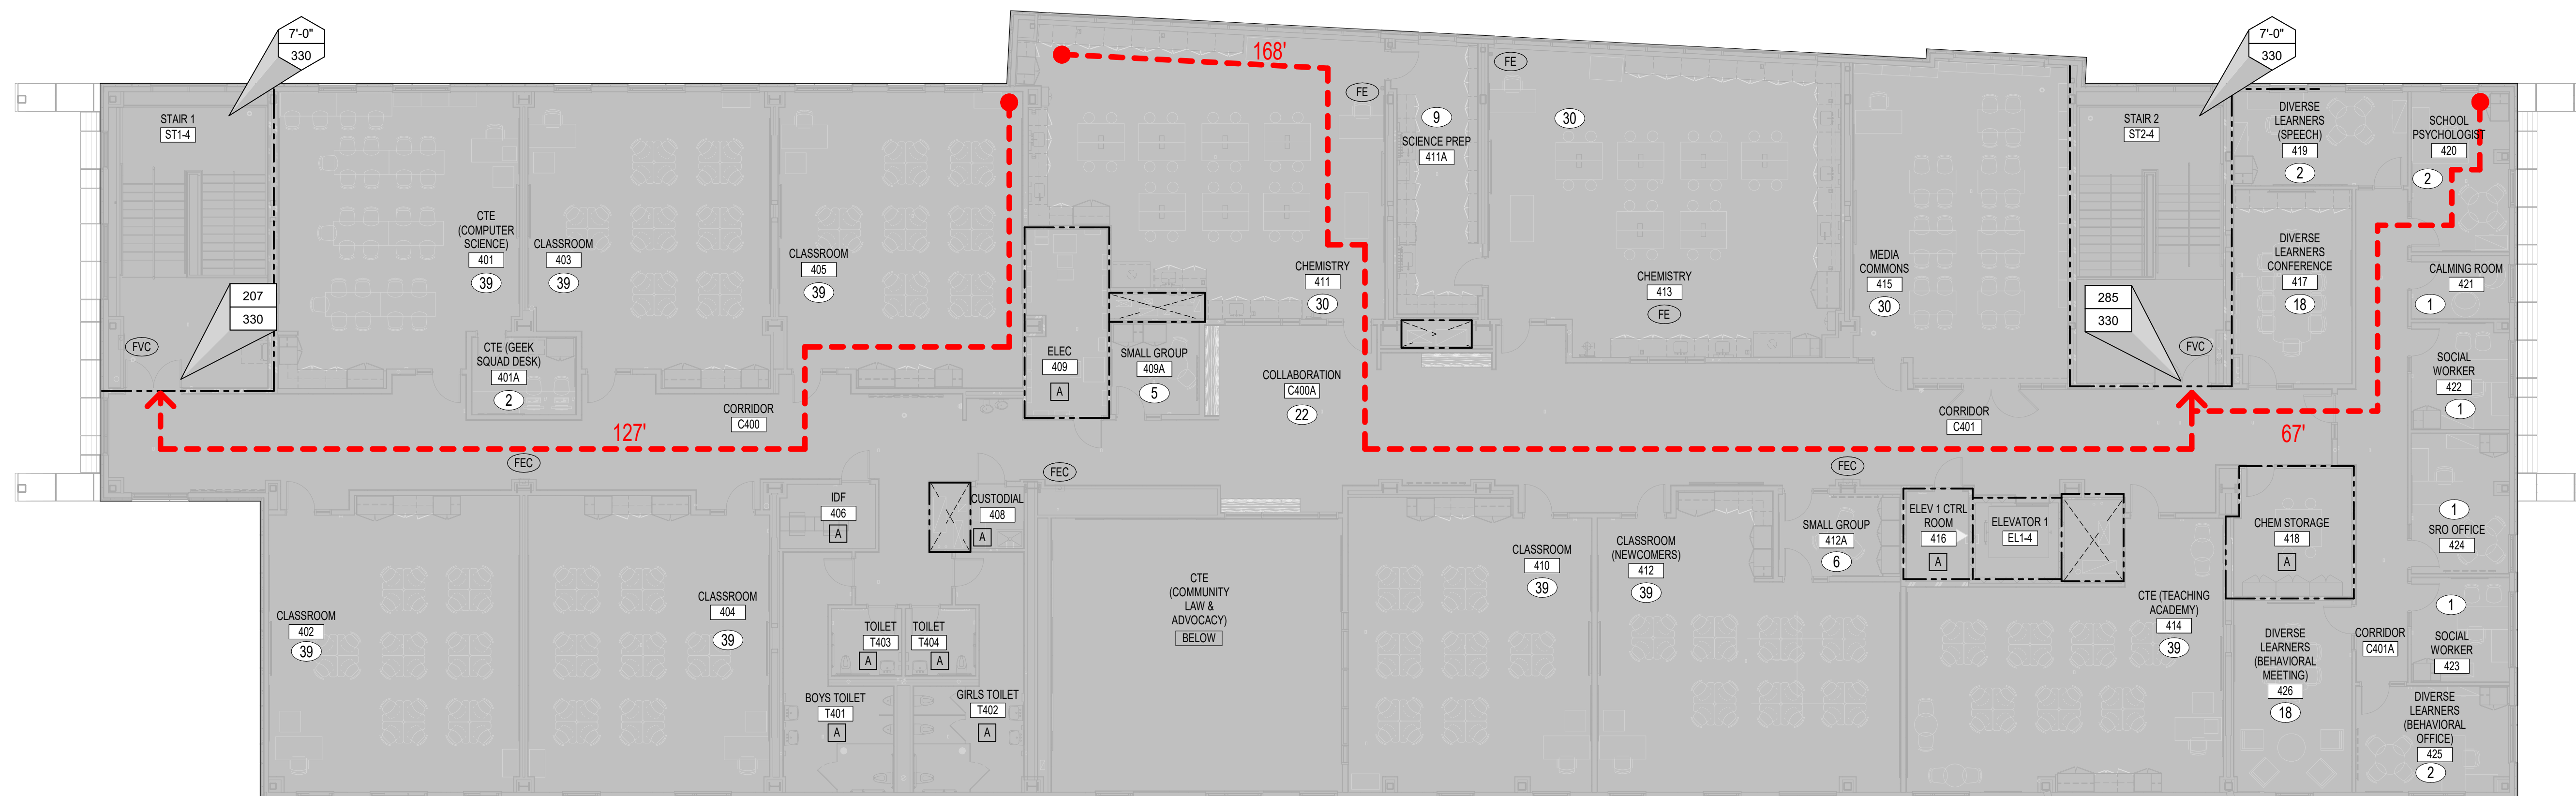 7'-0"
330
7'-0"
330
168'
FE
FE
STAIR 1
ST1-4
9
SCIENCE PREP
411A
30
STAIR 2
ST2-4
DIVERSE
LEARNERS
(SPEECH)
419
2
SCHOOL
PSYCHOLOGIST
420
2
CTE
(COMPUTER
SCIENCE)
401
39
CLASSROOM
403
39
CLASSROOM
405
39
CHEMISTRY
411
30
CHEMISTRY
413
FE
MEDIA
COMMONS
415
30
DIVERSE
LEARNERS
CONFERENCE
417
18
CALMING ROOM
421
1
207
330
285
330
FVC
FVC
CTE (GEEK
SQUAD DESK)
401A
2
ELEC
409
A
SMALL GROUP
409A
5
COLLABORATION
C400A
22
SOCIAL
WORKER
422
1
CORRIDOR
C400
CORRIDOR
C401
127'
67'
FEC
FEC
FEC
IDF
406
A
CUSTODIAL
408
A
SMALL GROUP
412A
6
ELEV 1 CTRL
ROOM
416
A
ELEVATOR 1
EL1-4
CHEM STORAGE
418
A
1
SRO OFFICE
424
CLASSROOM
402
39
CLASSROOM
404
39
TOILET
T403
A
TOILET
T404
A
BOYS TOILET
T401
A
GIRLS TOILET
T402
A
CTE
(COMMUNITY
LAW &
ADVOCACY)
BELOW
CLASSROOM
410
39
CLASSROOM
(NEWCOMERS)
412
39
CTE (TEACHING
ACADEMY)
414
39
DIVERSE
LEARNERS
(BEHAVIORAL
MEETING)
426
18
CORRIDOR
C401A
1
SOCIAL
WORKER
423
DIVERSE
LEARNERS
(BEHAVIORAL
OFFICE)
425
2